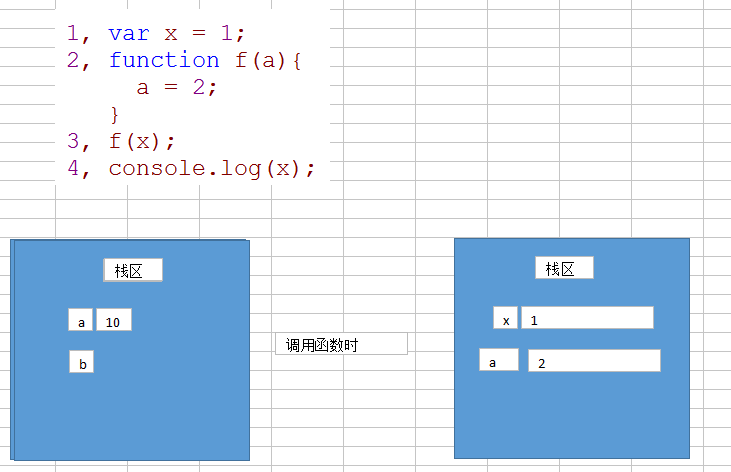 1, var x = 1;
2, function f(a){
a = 2;
}
3, f(x);
4, console.log(x);
栈区
a 10
b
调用函数时
栈区
x 1
a 2